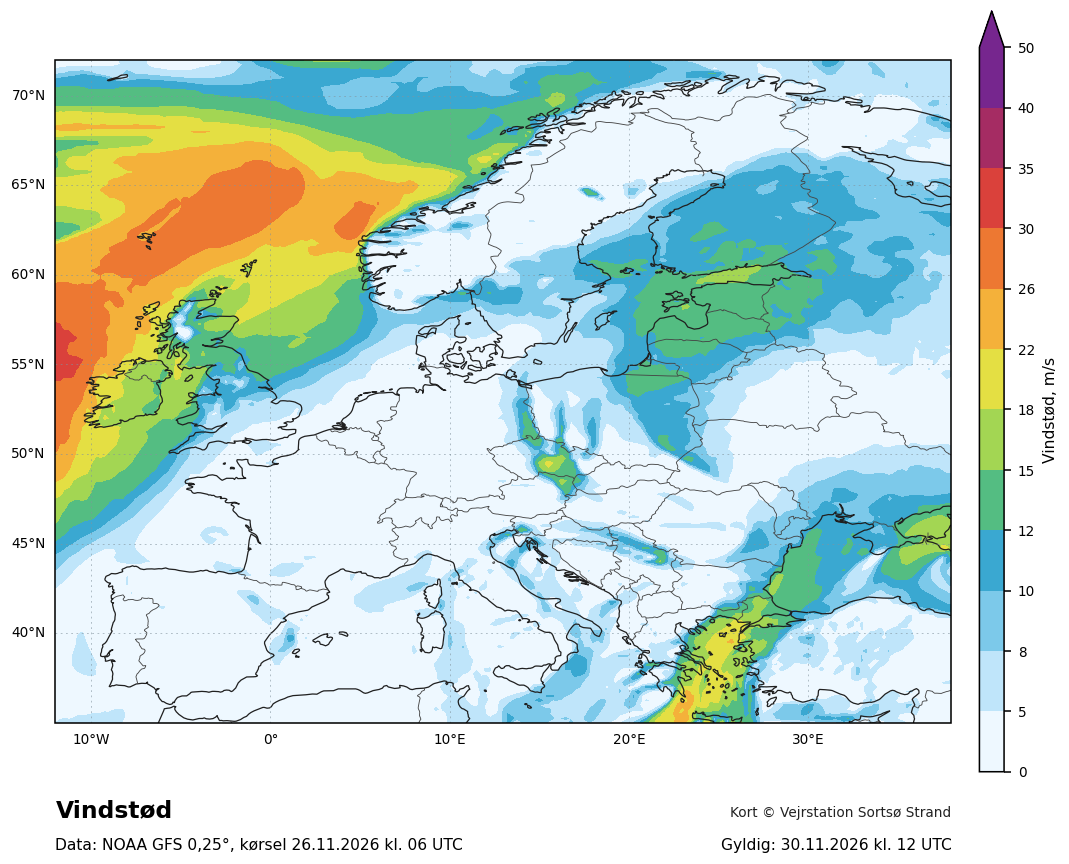 50
40
35
30
26
22
18
15
12
10
8
5
0
Vindstød, m/s
70°N
65°N
60°N
55°N
50°N
45°N
40°N
10°W
0°
10°E
20°E
30°E
Vindstød
Kort © Vejrstation Sortsø Strand
Data: NOAA GFS 0,25°, kørsel 26.11.2026 kl. 06 UTC
Gyldig: 30.11.2026 kl. 12 UTC